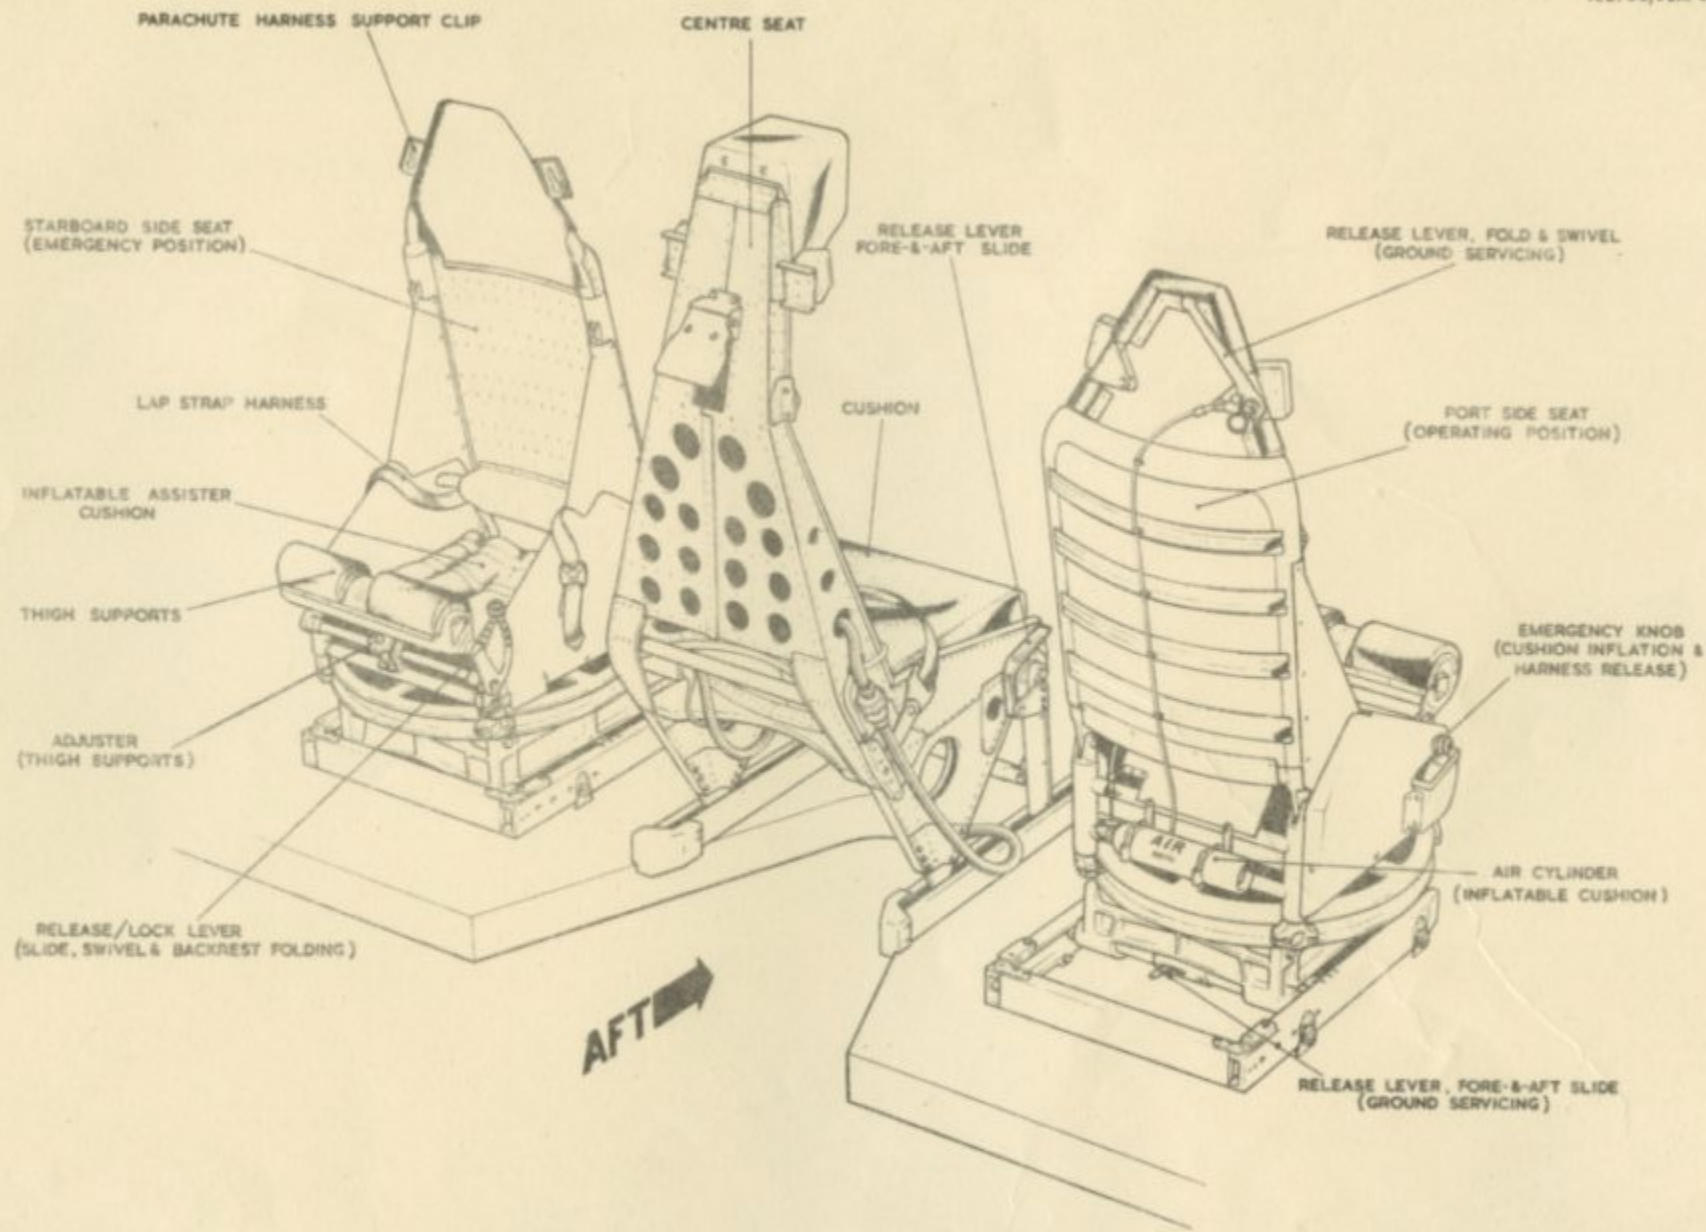 PARACHUTE HARNESS SUPPORT CLIP
CENTRE SEAT
STARBOARD SIDE SEAT
(EMERGENCY POSITION)
RELEASE LEVER
FORE-&-AFT SLIDE
RELEASE LEVER, FOLD & SWIVEL
(GROUND SERVICING)
LAP STRAP HARNESS
CUSHION
PORT SIDE SEAT
(OPERATING POSITION)
INFLATABLE ASSISTER
CUSHION
THIGH SUPPORTS
EMERGENCY KNOB
(CUSHION INFLATION &
HARNESS RELEASE)
ADJUSTER
(THIGH SUPPORTS)
AIR
AIR CYLINDER
(INFLATABLE CUSHION)
RELEASE/LOCK LEVER
(SLIDE, SWIVEL & BACKREST FOLDING)
AFT
RELEASE LEVER, FORE-&-AFT SLIDE
(GROUND SERVICING)